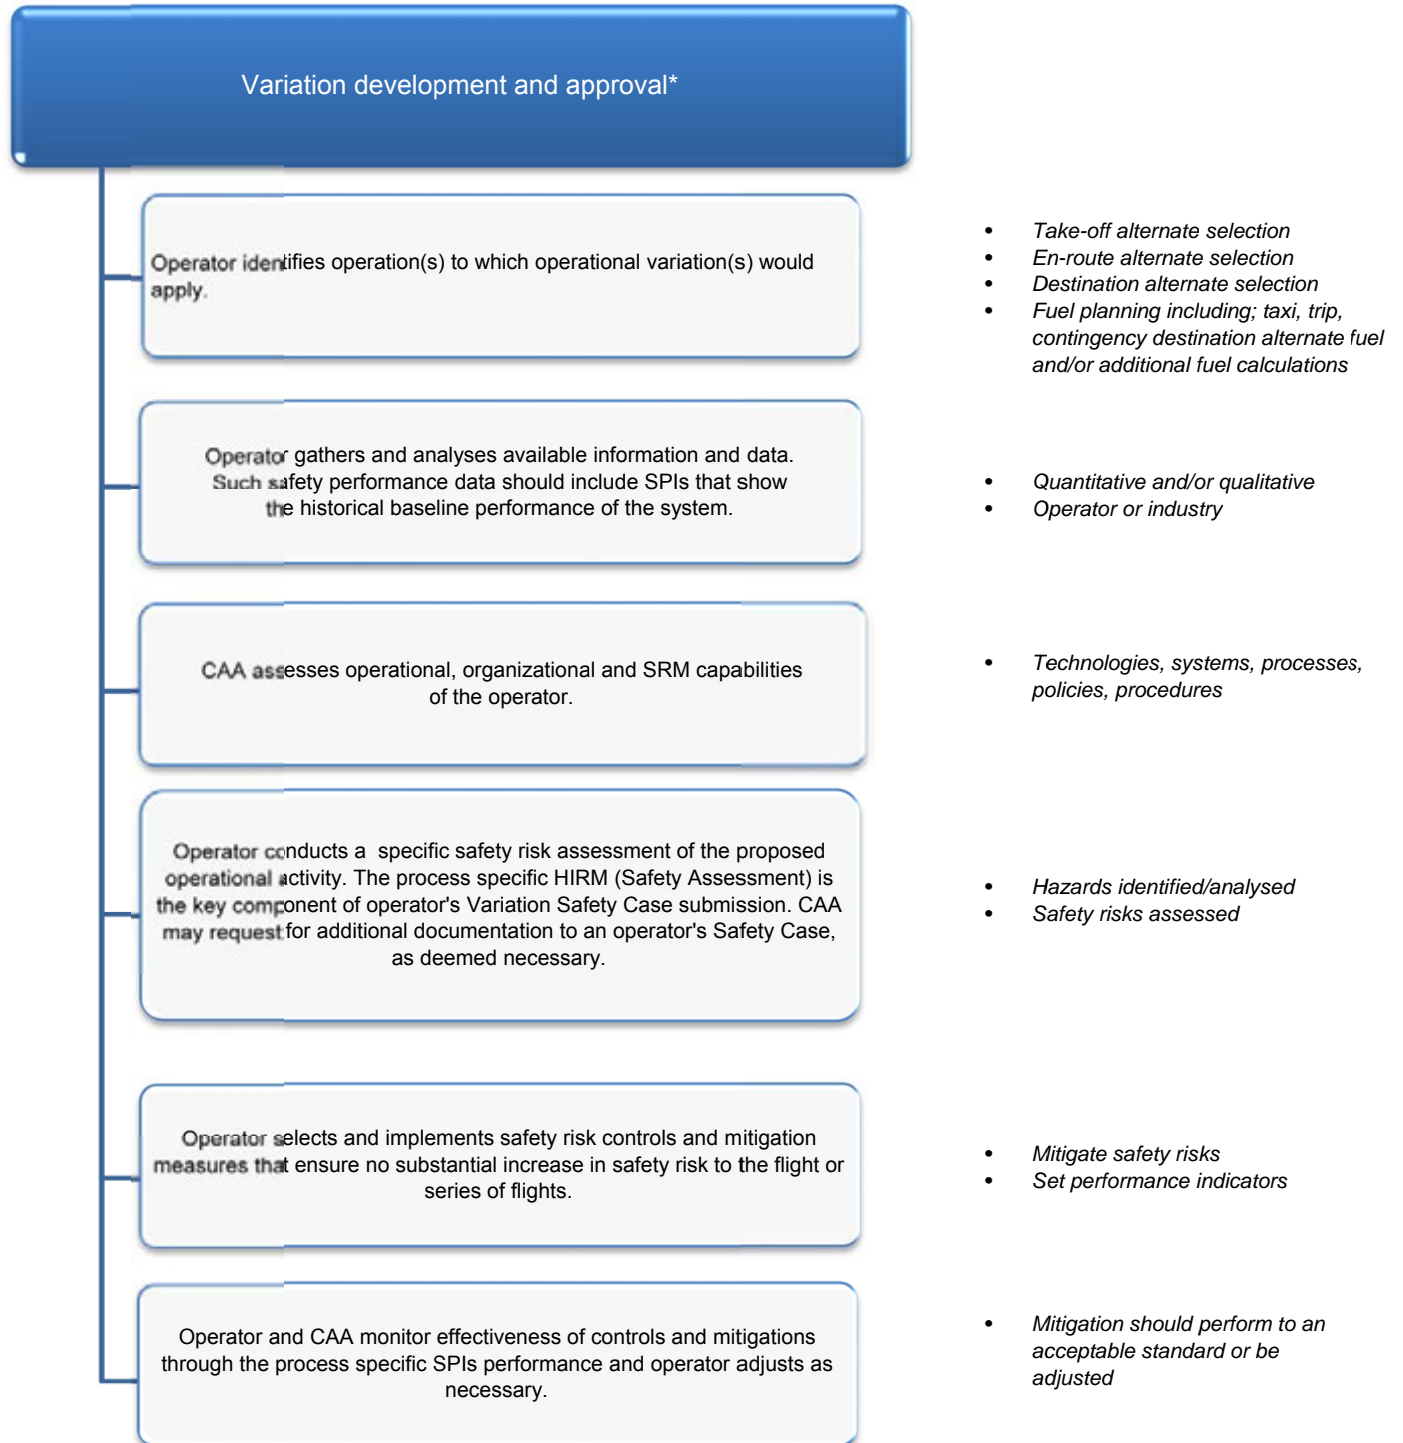 Variation development and approval*
Operator identifies operation(s) to which operational variation(s) would
apply.
• Take-off alternate selection
• En-route alternate selection
• Destination alternate selection
• Fuel planning including; taxi, trip,
contingency destination alternate fuel
and/or additional fuel calculations
Operator gathers and analyses available information and data.
Such safety performance data should include SPIs that show
the historical baseline performance of the system.
• Quantitative and/or qualitative
• Operator or industry
CAA assesses operational, organizational and SRM capabilities
of the operator.
• Technologies, systems, processes,
policies, procedures
Operator conducts a specific safety risk assessment of the proposed
operational activity. The process specific HIRM (Safety Assessment) is
the key component of operator's Variation Safety Case submission. CAA
may request for additional documentation to an operator's Safety Case,
as deemed necessary.
• Hazards identified/analysed
• Safety risks assessed
Operator selects and implements safety risk controls and mitigation
measures that ensure no substantial increase in safety risk to the flight or
series of flights.
• Mitigate safety risks
• Set performance indicators
Operator and CAA monitor effectiveness of controls and mitigations
through the process specific SPIs performance and operator adjusts as
necessary.
• Mitigation should perform to an
acceptable standard or be
adjusted